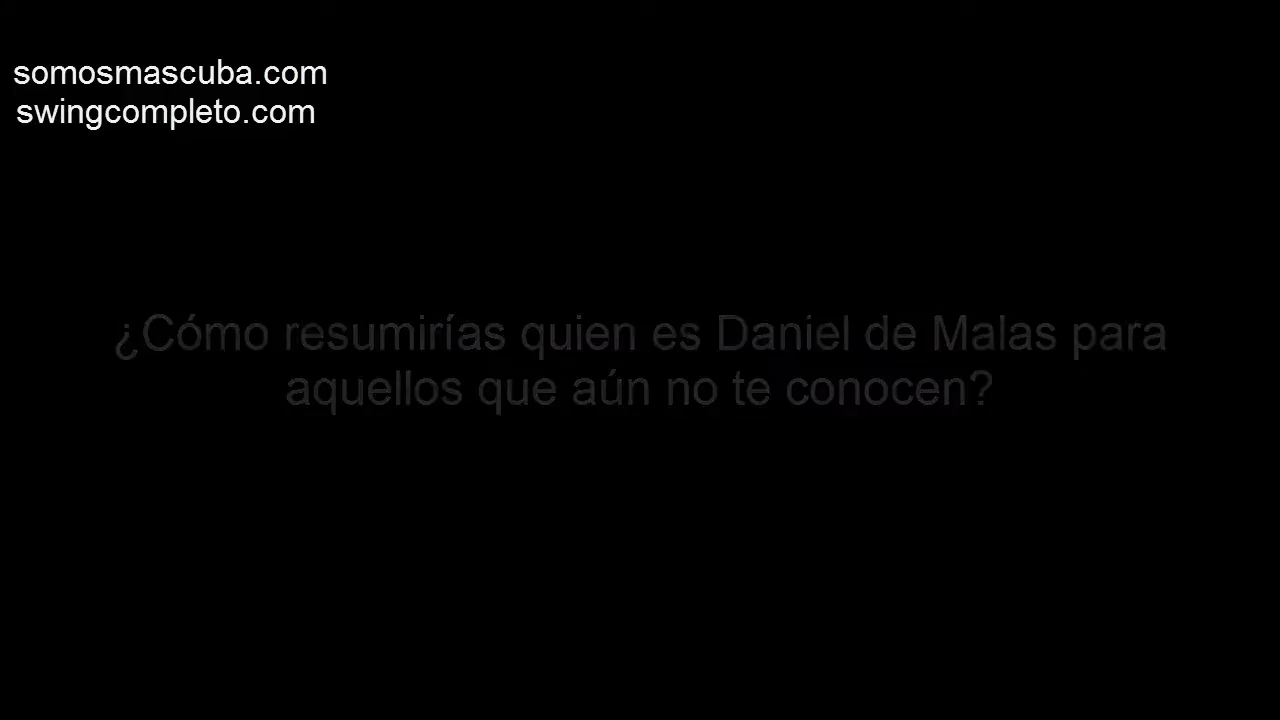 somosmascuba.com
swingcompleto.com
¿Cómo resumirías quien es Daniel de Malas para
aquellos que aún no te conocen?